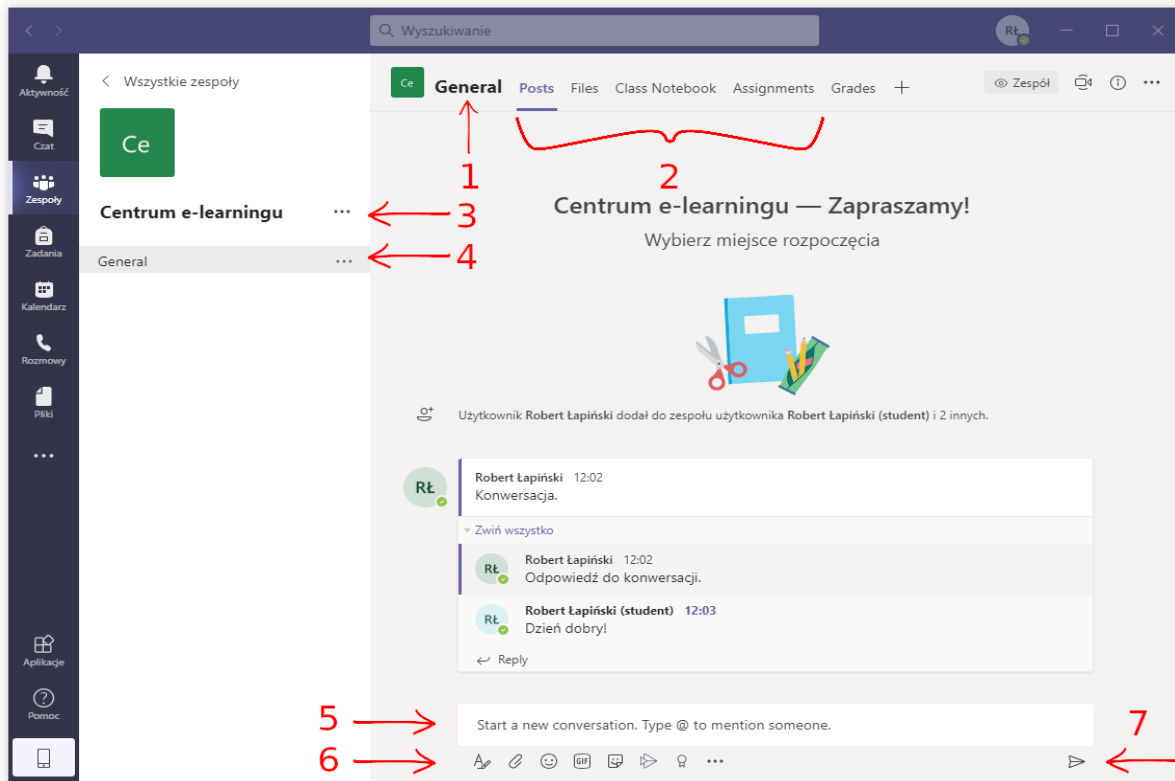 Wyszukiwanie
RŁ
Aktywność
Czat
Zespoły
Zadania
Kalendarz
Rozmowy
Pliki
Aplikacje
Pomoc
Wszystkie zespoły
Ce
Centrum e-learningu
General
Ce General Posts Files Class Notebook Assignments Grades Zespół
1
2
3
4
Centrum e-learningu — Zapraszamy!
Wybierz miejsce rozpoczęcia
Użytkownik Robert Łapiński dodał do zespołu użytkownika Robert Łapiński (student) i 2 innych.
RŁ
Robert Łapiński 12:02
Konwersacja.
Zwiń wszystko
RŁ
Robert Łapiński 12:02
Odpowiedź do konwersacji.
RŁ
Robert Łapiński (student) 12:03
Dzień dobry!
Reply
5
Start a new conversation. Type @ to mention someone.
6
GIF
7